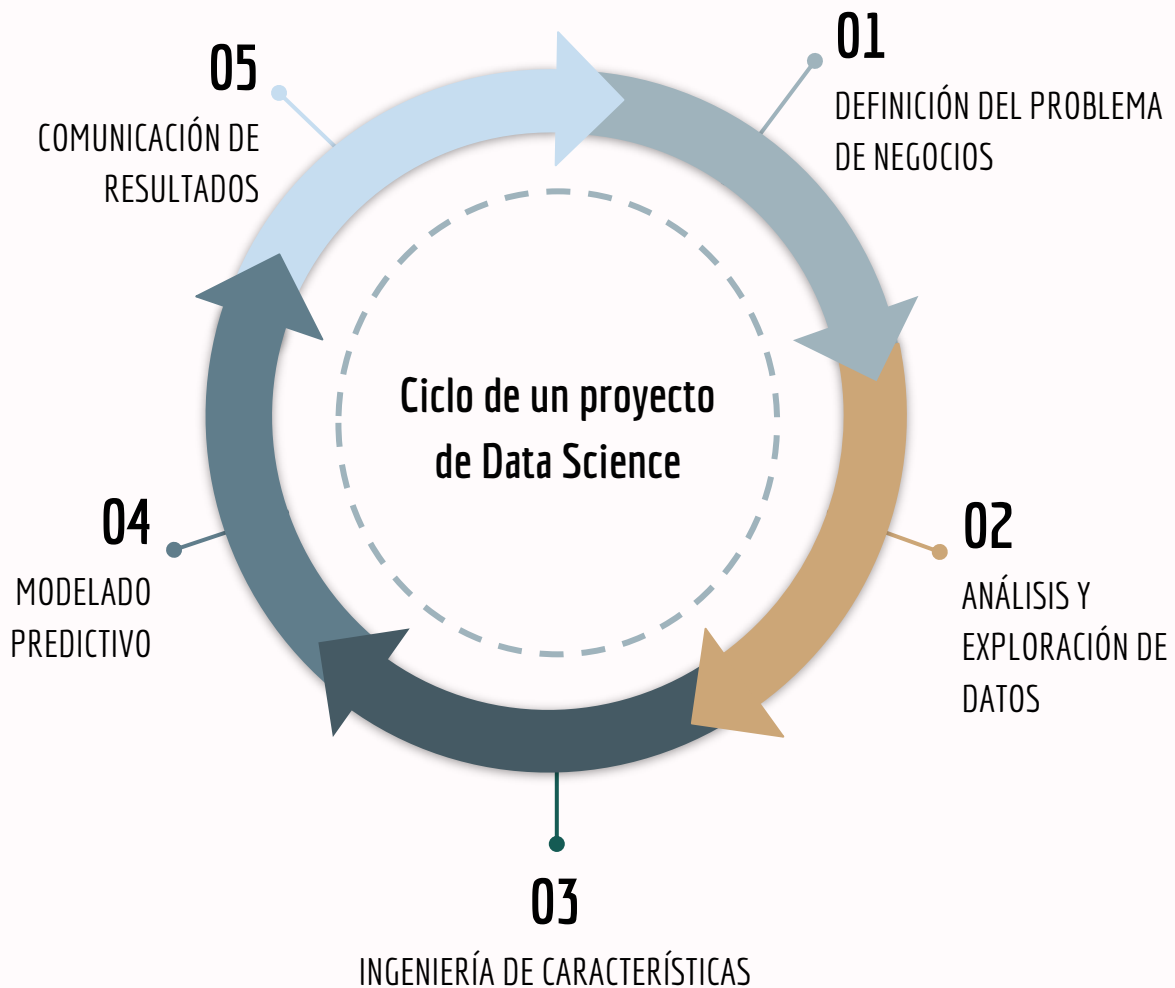 Ciclo de un proyecto
de Data Science
01
DEFINICIÓN DEL PROBLEMA
DE NEGOCIOS
02
ANÁLISIS Y
EXPLORACIÓN DE
DATOS
03
INGENIERÍA DE CARACTERÍSTICAS
04
MODELADO
PREDICTIVO
05
COMUNICACIÓN DE
RESULTADOS